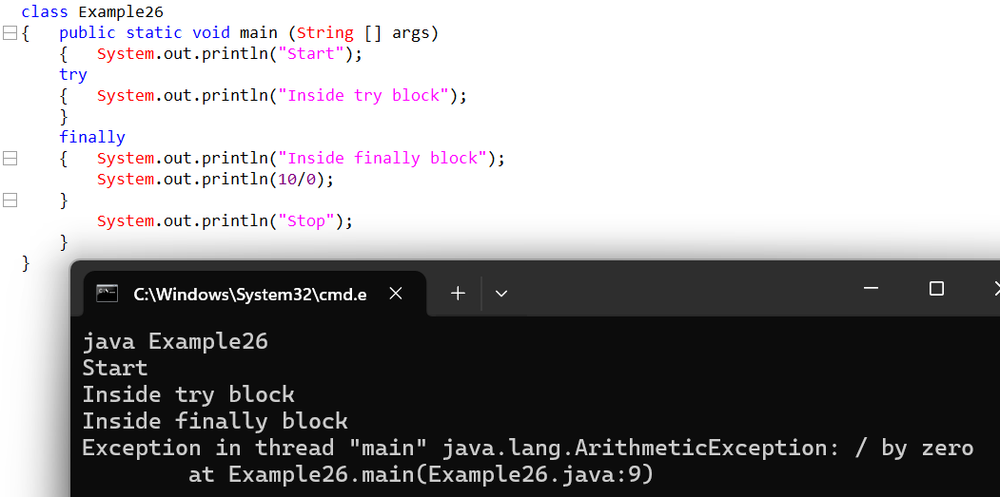 class Example26
{   public static void main (String [] args)
    {   System.out.println("Start");
    try
    {   System.out.println("Inside try block");
    }
    finally
    {   System.out.println("Inside finally block");
        System.out.println(10/0);
    }
        System.out.println("Stop");
    }
}
C:\Windows\System32\cmd.e
java Example26
Start
Inside try block
Inside finally block
Exception in thread "main" java.lang.ArithmeticException: / by zero
        at Example26.main(Example26.java:9)